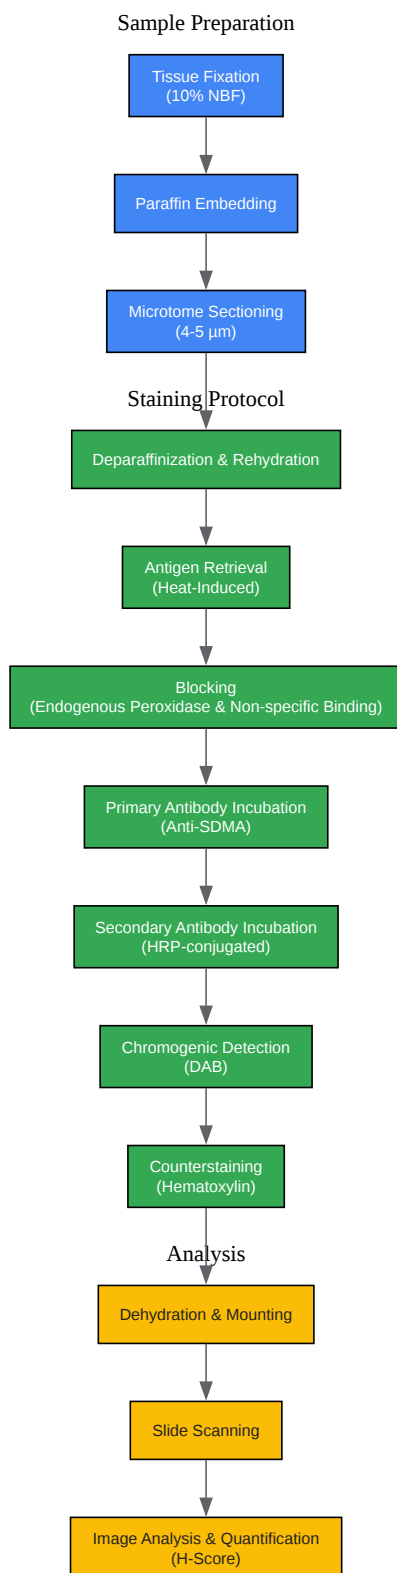 Sample Preparation
Tissue Fixation
(10% NBF)
Paraffin Embedding
Microtome Sectioning
(4-5 µm)
Staining Protocol
Deparaffinization & Rehydration
Antigen Retrieval
(Heat-Induced)
Blocking
(Endogenous Peroxidase & Non-specific Binding)
Primary Antibody Incubation
(Anti-SDMA)
Secondary Antibody Incubation
(HRP-conjugated)
Chromogenic Detection
(DAB)
Counterstaining
(Hematoxylin)
Analysis
Dehydration & Mounting
Slide Scanning
Image Analysis & Quantification
(H-Score)